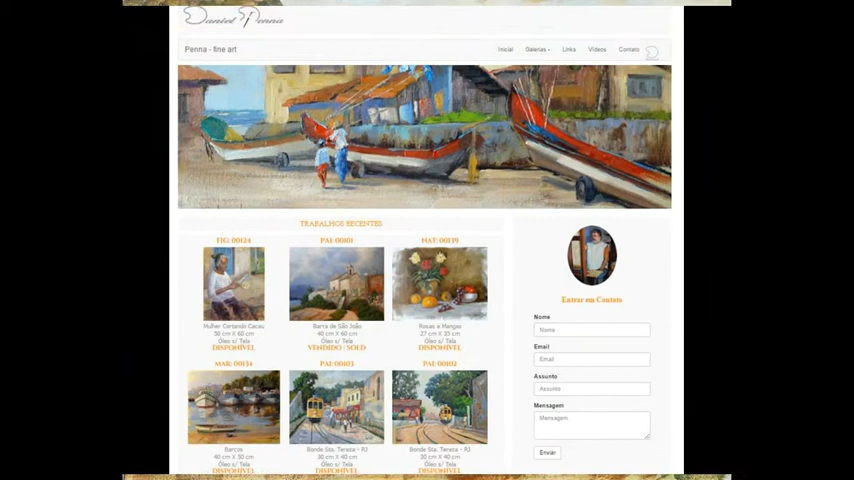 Daniel Penna
Penna - fine art
Inicial Galerias Links Vídeos Contato
TRABALHOS RECENTES
FIG: 00124 PAI: 00101 NAT: 00139
Mulher Cortando Cacau Barra de São João Rosas e Mangas
50 cm X 60 cm 40 cm X 60 cm 27 cm X 35 cm
Óleo s/ Tela Óleo s/ Tela Óleo s/ Tela
DISPONÍVEL VENDIDO | SOLD DISPONÍVEL
MAR: 00134 PAI: 00103 PAI: 00102
Barcos Bonde Sta. Tereza - RJ Bonde Sta. Tereza - RJ
40 cm X 50 cm 30 cm X 40 cm 30 cm X 40 cm
Óleo s/ Tela Óleo s/ Tela Óleo s/ Tela
DISPONÍVEL DISPONÍVEL DISPONÍVEL
Entrar em Contato
Nome
Nome
Email
Email
Assunto
Assunto
Mensagem
Mensagem
Enviar